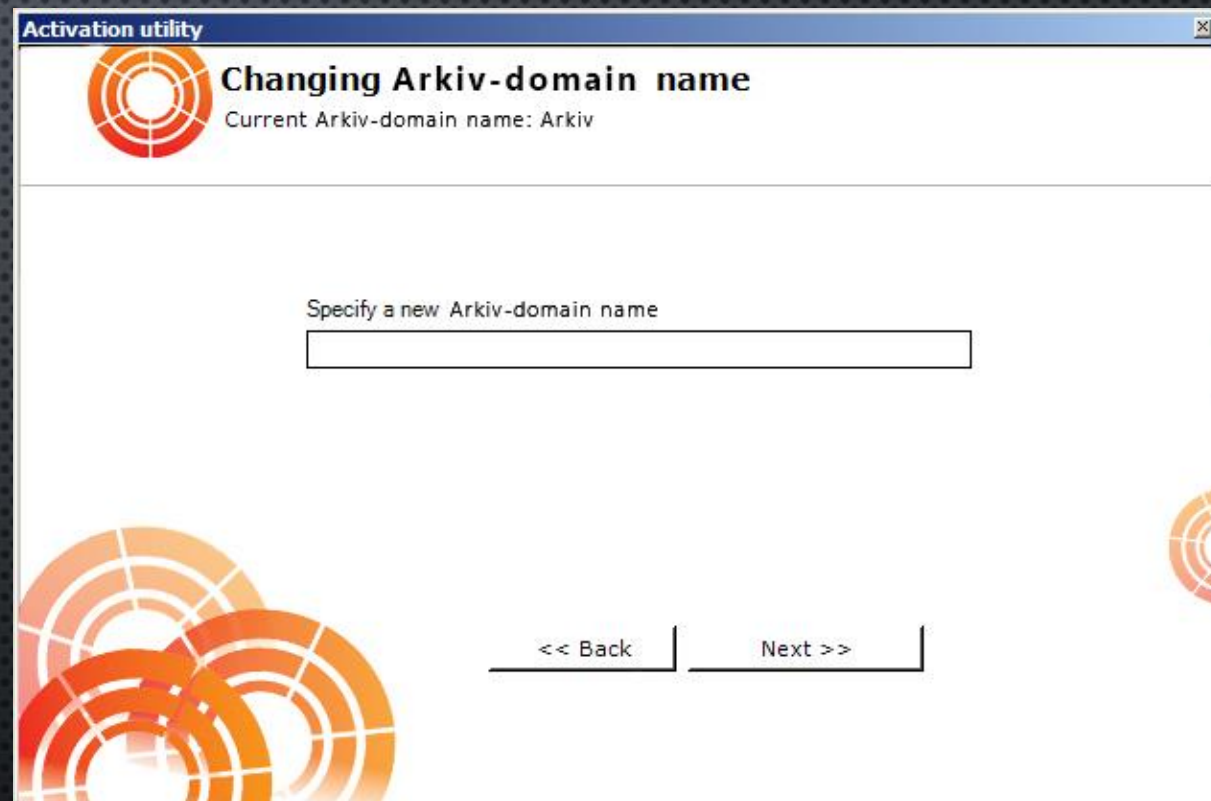 Activation utility
Changing Arkiv-domain name
Current Arkiv-domain name: Arkiv
Specify a new Arkiv-domain name
<< Back
Next >>